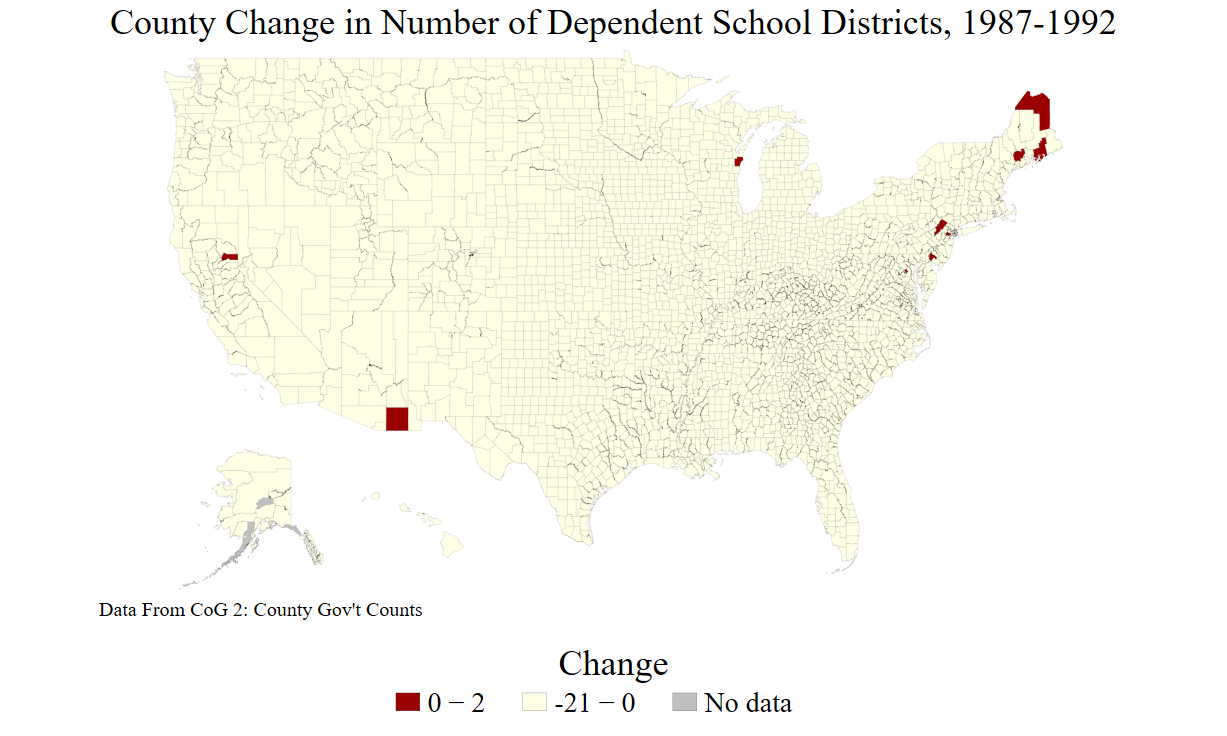 County Change in Number of Dependent School Districts, 1987-1992
Data From CoG 2: County Gov't Counts
Change
0 − 2 -21 − 0 No data